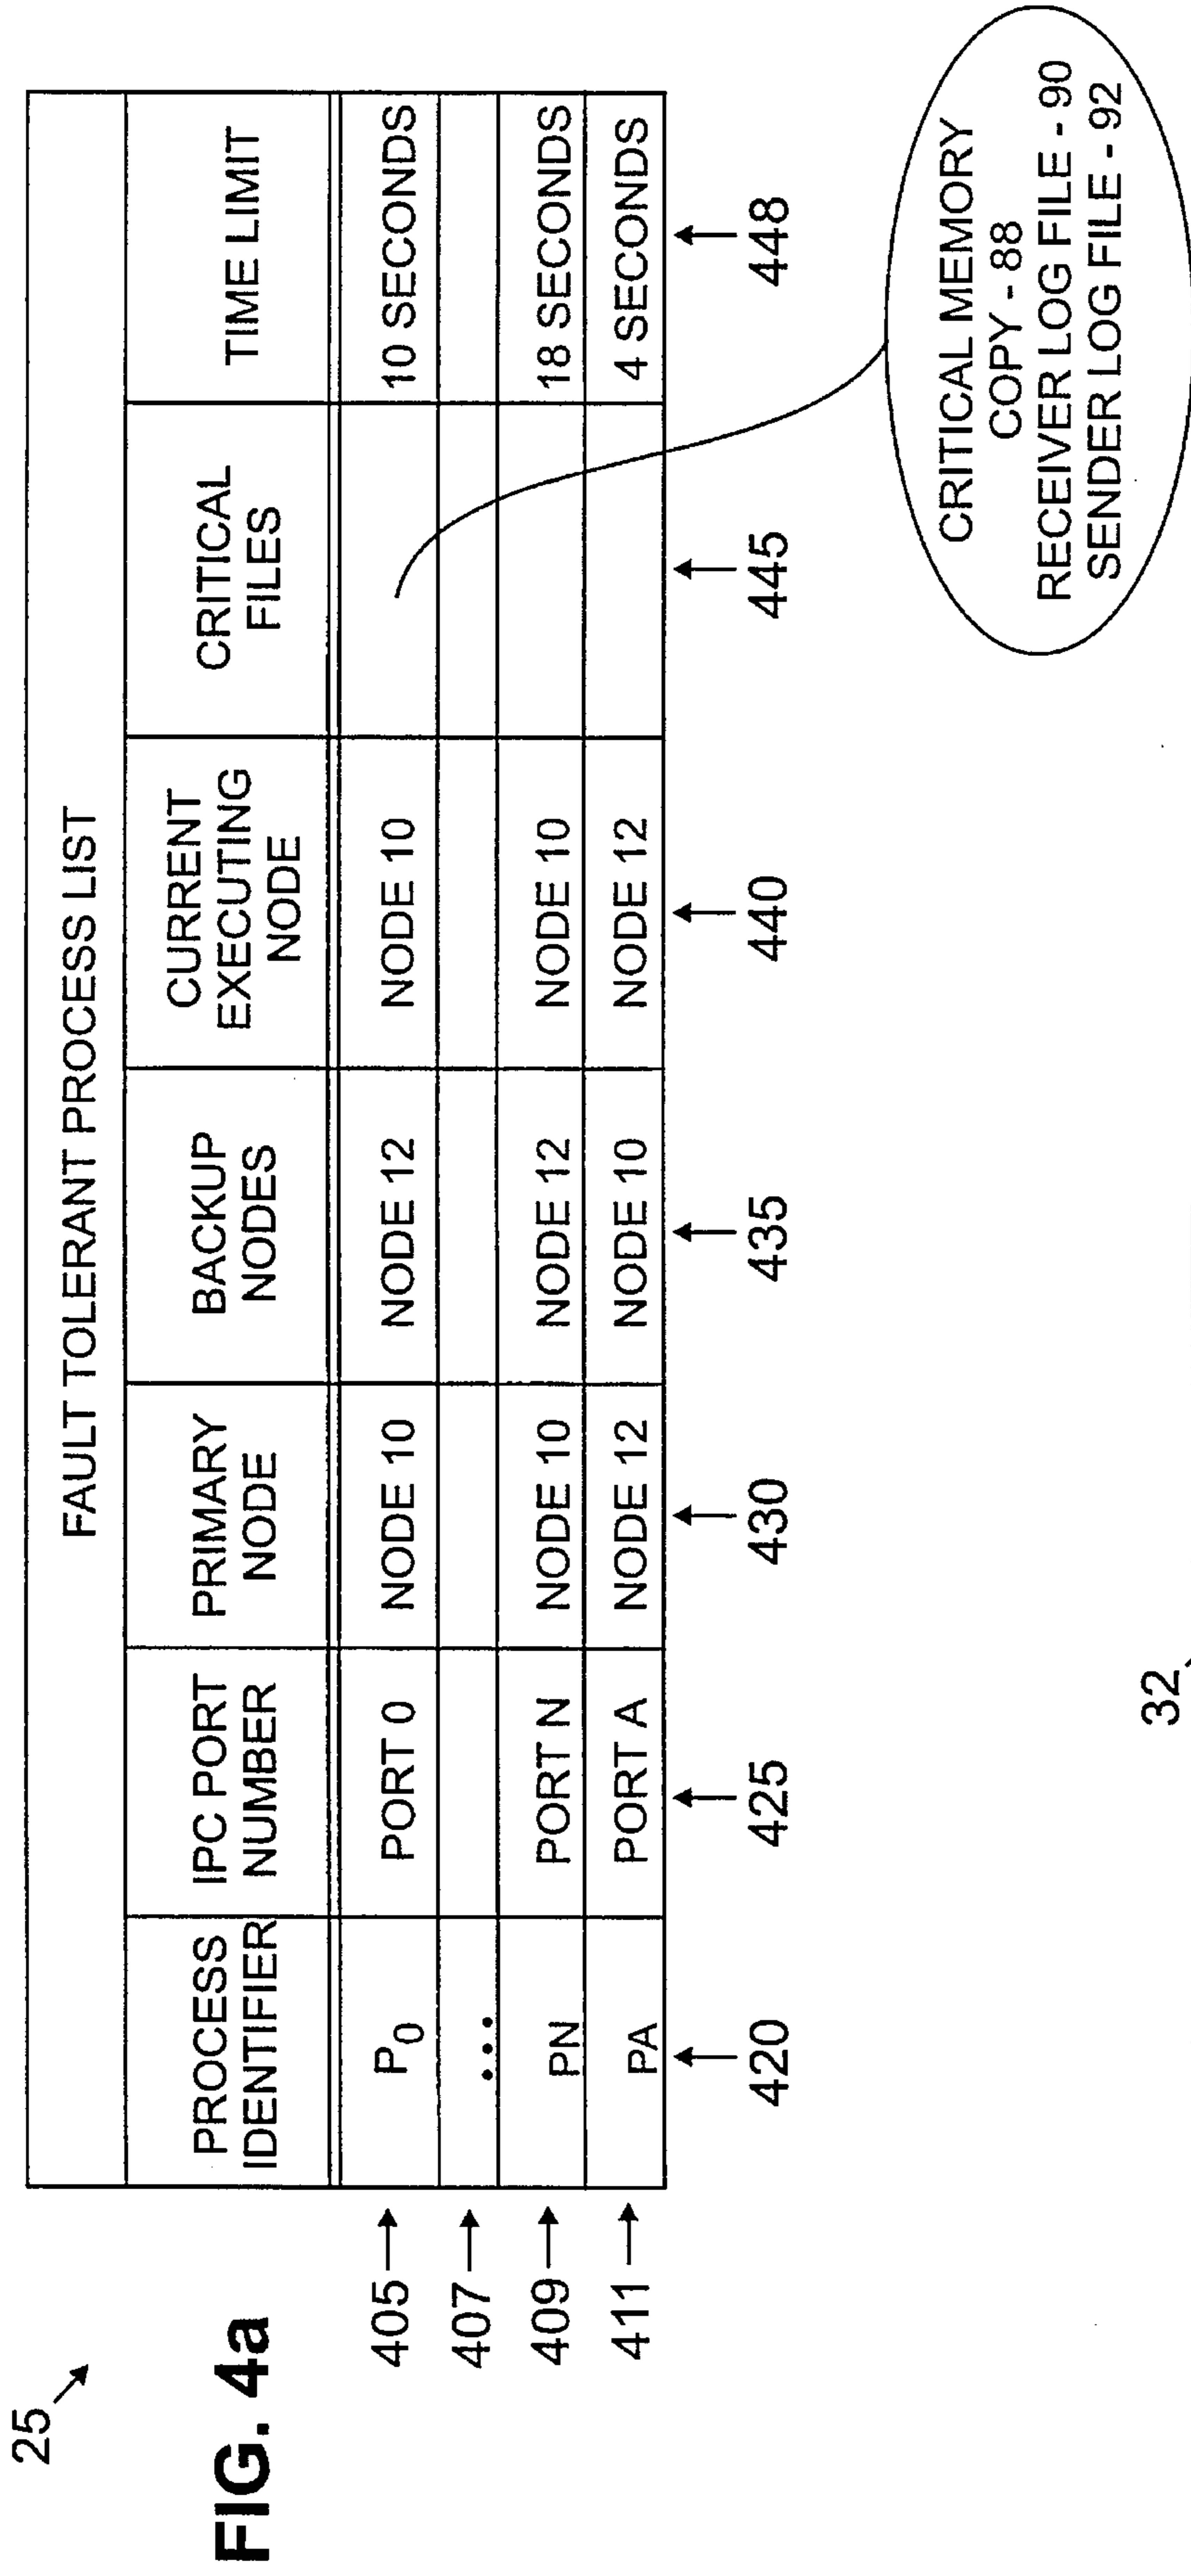 25
FIG. 4a
FAULT TOLERANT PROCESS LIST
PROCESS IDENTIFIER
IPC PORT NUMBER
PRIMARY NODE
BACKUP NODES
CURRENT EXECUTING NODE
CRITICAL FILES
TIME LIMIT
405 P0 PORT 0 NODE 10 NODE 12 NODE 10 10 SECONDS
407 ...
409 PN PORT N NODE 10 NODE 12 NODE 10 18 SECONDS
411 PA PORT A NODE 12 NODE 10 NODE 12 4 SECONDS
420 425 430 435 440 445 448
CRITICAL MEMORY
COPY - 88
RECEIVER LOG FILE - 90
SENDER LOG FILE - 92
32